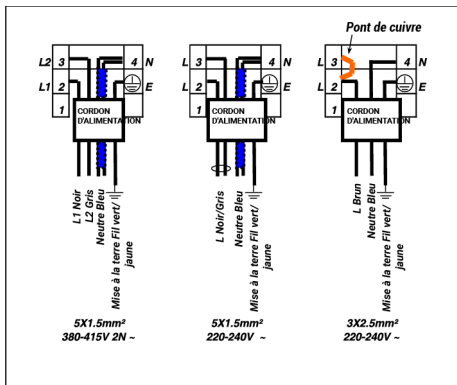 Pont de cuivre
L2 3 4 N
L1 2 E
1
CORDON
D'ALIMENTATION
L1 Noir
L2 Gris
Neutre Bleu
Mise à la terre Fil vert/
jaune
5X1.5mm²
380-415V 2N ~
3 4 N
L 2 E
1
CORDON
D'ALIMENTATION
L Noir/Gris
Neutre Bleu
Mise à la terre Fil vert/
jaune
5X1.5mm²
220-240V ~
L 3 4 N
L 2 E
1
CORDON
D'ALIMENTATION
L Brun
Neutre Bleu
Mise à la terre Fil vert/
jaune
3X2.5mm²
220-240V ~